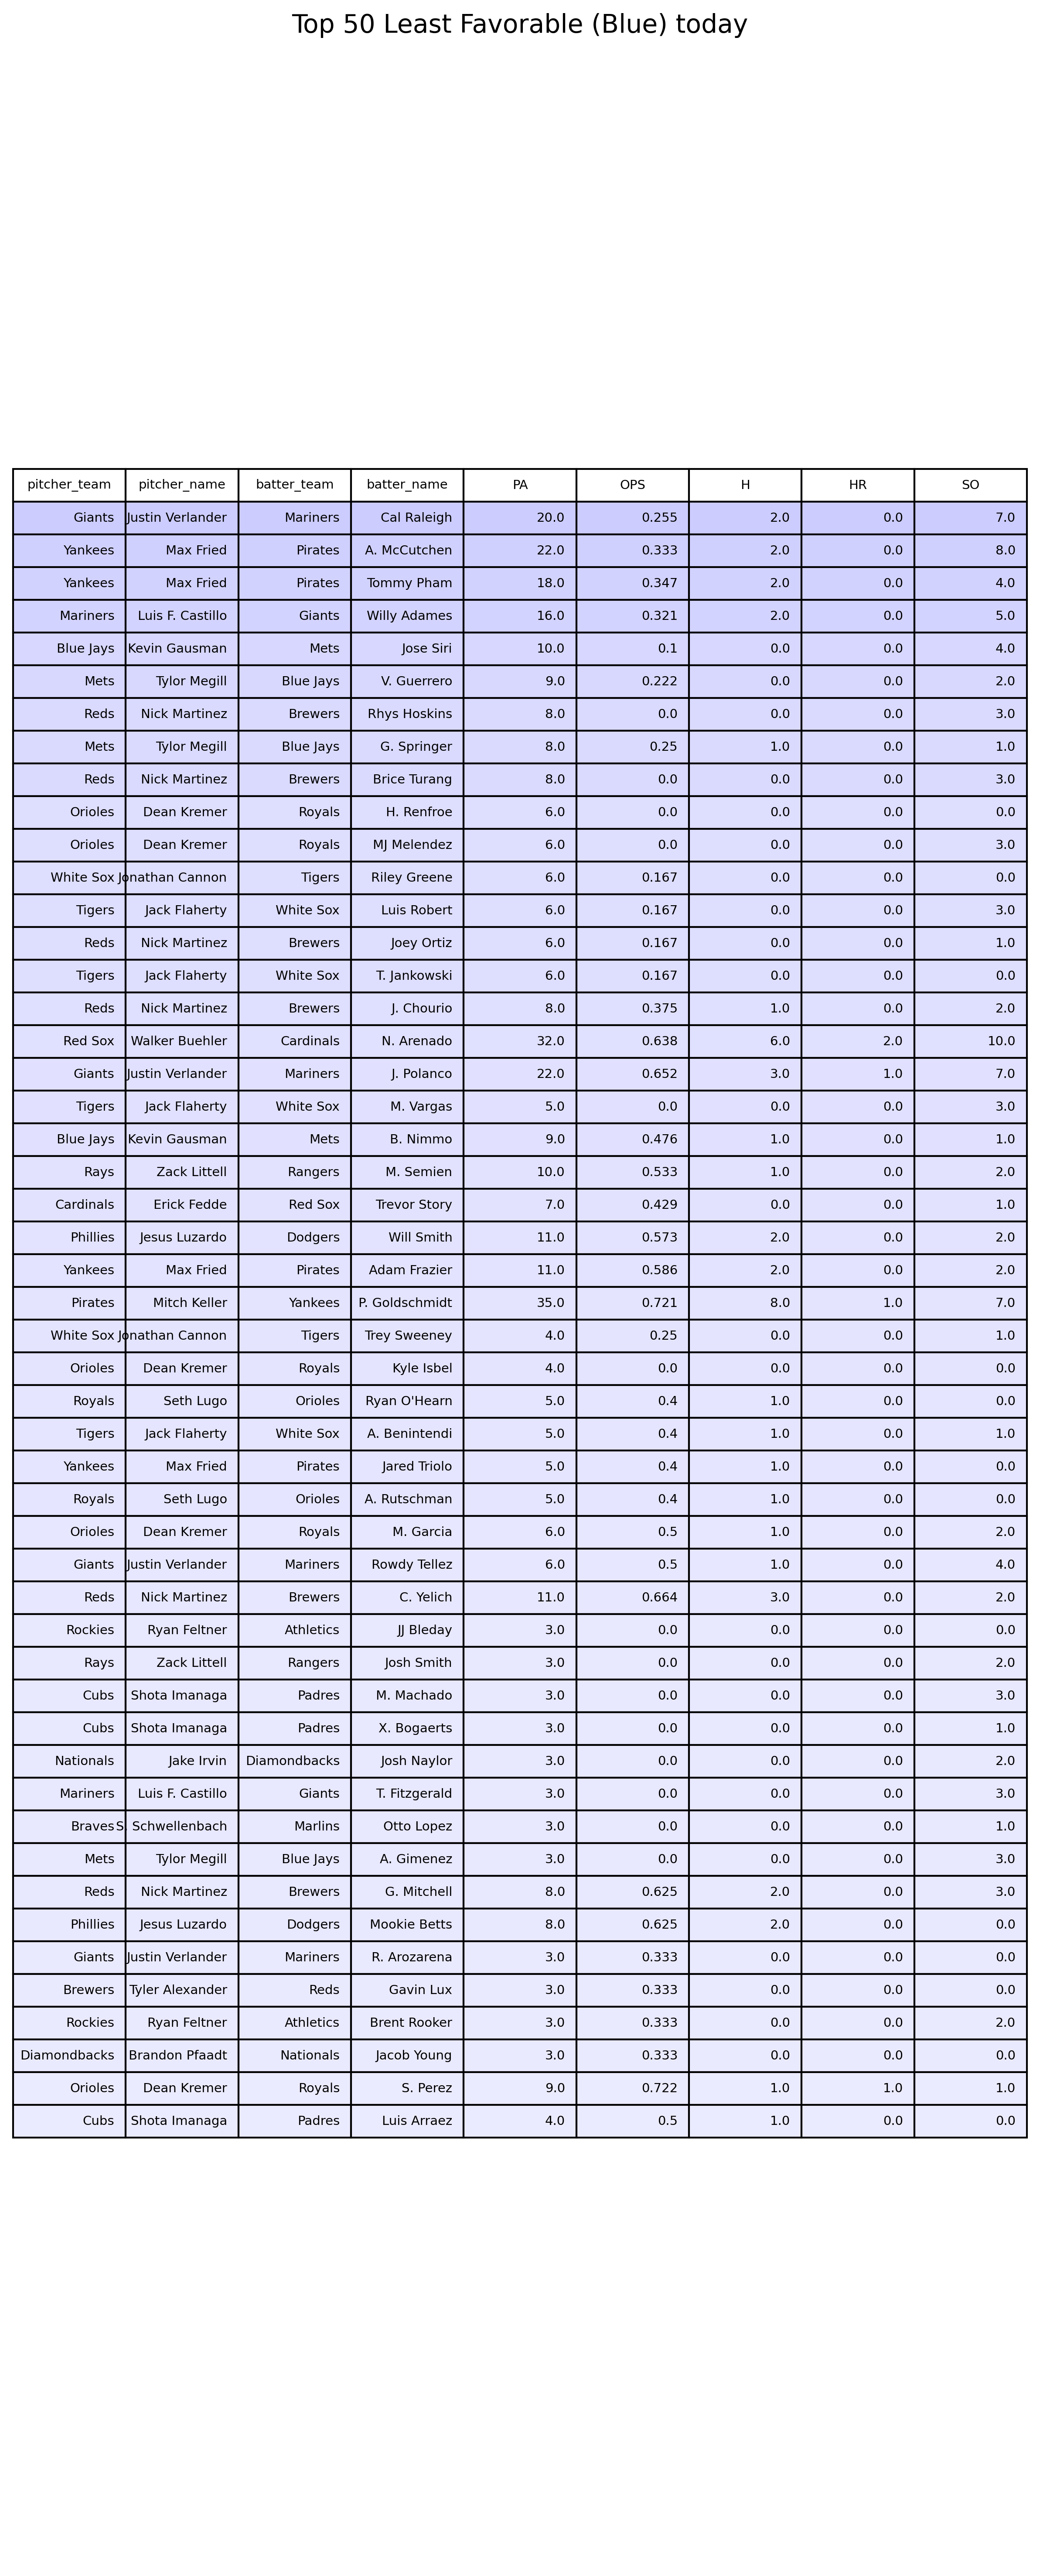 Top 50 Least Favorable (Blue) today
pitcher_team pitcher_name batter_team batter_name PA OPS H HR SO
Giants Justin Verlander Mariners Cal Raleigh 20.0 0.255 2.0 0.0 7.0
Yankees Max Fried Pirates A. McCutchen 22.0 0.333 2.0 0.0 8.0
Yankees Max Fried Pirates Tommy Pham 18.0 0.347 2.0 0.0 4.0
Mariners Luis F. Castillo Giants Willy Adames 16.0 0.321 2.0 0.0 5.0
Blue Jays Kevin Gausman Mets Jose Siri 10.0 0.1 0.0 0.0 4.0
Mets Tylor Megill Blue Jays V. Guerrero 9.0 0.222 0.0 0.0 2.0
Reds Nick Martinez Brewers Rhys Hoskins 8.0 0.0 0.0 0.0 3.0
Mets Tylor Megill Blue Jays G. Springer 8.0 0.25 1.0 0.0 1.0
Reds Nick Martinez Brewers Brice Turang 8.0 0.0 0.0 0.0 3.0
Orioles Dean Kremer Royals H. Renfroe 6.0 0.0 0.0 0.0 0.0
Orioles Dean Kremer Royals MJ Melendez 6.0 0.0 0.0 0.0 3.0
White Sox Jonathan Cannon Tigers Riley Greene 6.0 0.167 0.0 0.0 0.0
Tigers Jack Flaherty White Sox Luis Robert 6.0 0.167 0.0 0.0 3.0
Reds Nick Martinez Brewers Joey Ortiz 6.0 0.167 0.0 0.0 1.0
Tigers Jack Flaherty White Sox T. Jankowski 6.0 0.167 0.0 0.0 0.0
Reds Nick Martinez Brewers J. Chourio 8.0 0.375 1.0 0.0 2.0
Red Sox Walker Buehler Cardinals N. Arenado 32.0 0.638 6.0 2.0 10.0
Giants Justin Verlander Mariners J. Polanco 22.0 0.652 3.0 1.0 7.0
Tigers Jack Flaherty White Sox M. Vargas 5.0 0.0 0.0 0.0 3.0
Blue Jays Kevin Gausman Mets B. Nimmo 9.0 0.476 1.0 0.0 1.0
Rays Zack Littell Rangers M. Semien 10.0 0.533 1.0 0.0 2.0
Cardinals Erick Fedde Red Sox Trevor Story 7.0 0.429 0.0 0.0 1.0
Phillies Jesus Luzardo Dodgers Will Smith 11.0 0.573 2.0 0.0 2.0
Yankees Max Fried Pirates Adam Frazier 11.0 0.586 2.0 0.0 2.0
Pirates Mitch Keller Yankees P. Goldschmidt 35.0 0.721 8.0 1.0 7.0
White Sox Jonathan Cannon Tigers Trey Sweeney 4.0 0.25 0.0 0.0 1.0
Orioles Dean Kremer Royals Kyle Isbel 4.0 0.0 0.0 0.0 0.0
Royals Seth Lugo Orioles Ryan O'Hearn 5.0 0.4 1.0 0.0 0.0
Tigers Jack Flaherty White Sox A. Benintendi 5.0 0.4 1.0 0.0 1.0
Yankees Max Fried Pirates Jared Triolo 5.0 0.4 1.0 0.0 0.0
Royals Seth Lugo Orioles A. Rutschman 5.0 0.4 1.0 0.0 0.0
Orioles Dean Kremer Royals M. Garcia 6.0 0.5 1.0 0.0 2.0
Giants Justin Verlander Mariners Rowdy Tellez 6.0 0.5 1.0 0.0 4.0
Reds Nick Martinez Brewers C. Yelich 11.0 0.664 3.0 0.0 2.0
Rockies Ryan Feltner Athletics JJ Bleday 3.0 0.0 0.0 0.0 0.0
Rays Zack Littell Rangers Josh Smith 3.0 0.0 0.0 0.0 2.0
Cubs Shota Imanaga Padres M. Machado 3.0 0.0 0.0 0.0 3.0
Cubs Shota Imanaga Padres X. Bogaerts 3.0 0.0 0.0 0.0 1.0
Nationals Jake Irvin Diamondbacks Josh Naylor 3.0 0.0 0.0 0.0 2.0
Mariners Luis F. Castillo Giants T. Fitzgerald 3.0 0.0 0.0 0.0 3.0
Braves S. Schwellenbach Marlins Otto Lopez 3.0 0.0 0.0 0.0 1.0
Mets Tylor Megill Blue Jays A. Gimenez 3.0 0.0 0.0 0.0 3.0
Reds Nick Martinez Brewers G. Mitchell 8.0 0.625 2.0 0.0 3.0
Phillies Jesus Luzardo Dodgers Mookie Betts 8.0 0.625 2.0 0.0 0.0
Giants Justin Verlander Mariners R. Arozarena 3.0 0.333 0.0 0.0 0.0
Brewers Tyler Alexander Reds Gavin Lux 3.0 0.333 0.0 0.0 0.0
Rockies Ryan Feltner Athletics Brent Rooker 3.0 0.333 0.0 0.0 2.0
Diamondbacks Brandon Pfaadt Nationals Jacob Young 3.0 0.333 0.0 0.0 0.0
Orioles Dean Kremer Royals S. Perez 9.0 0.722 1.0 1.0 1.0
Cubs Shota Imanaga Padres Luis Arraez 4.0 0.5 1.0 0.0 0.0